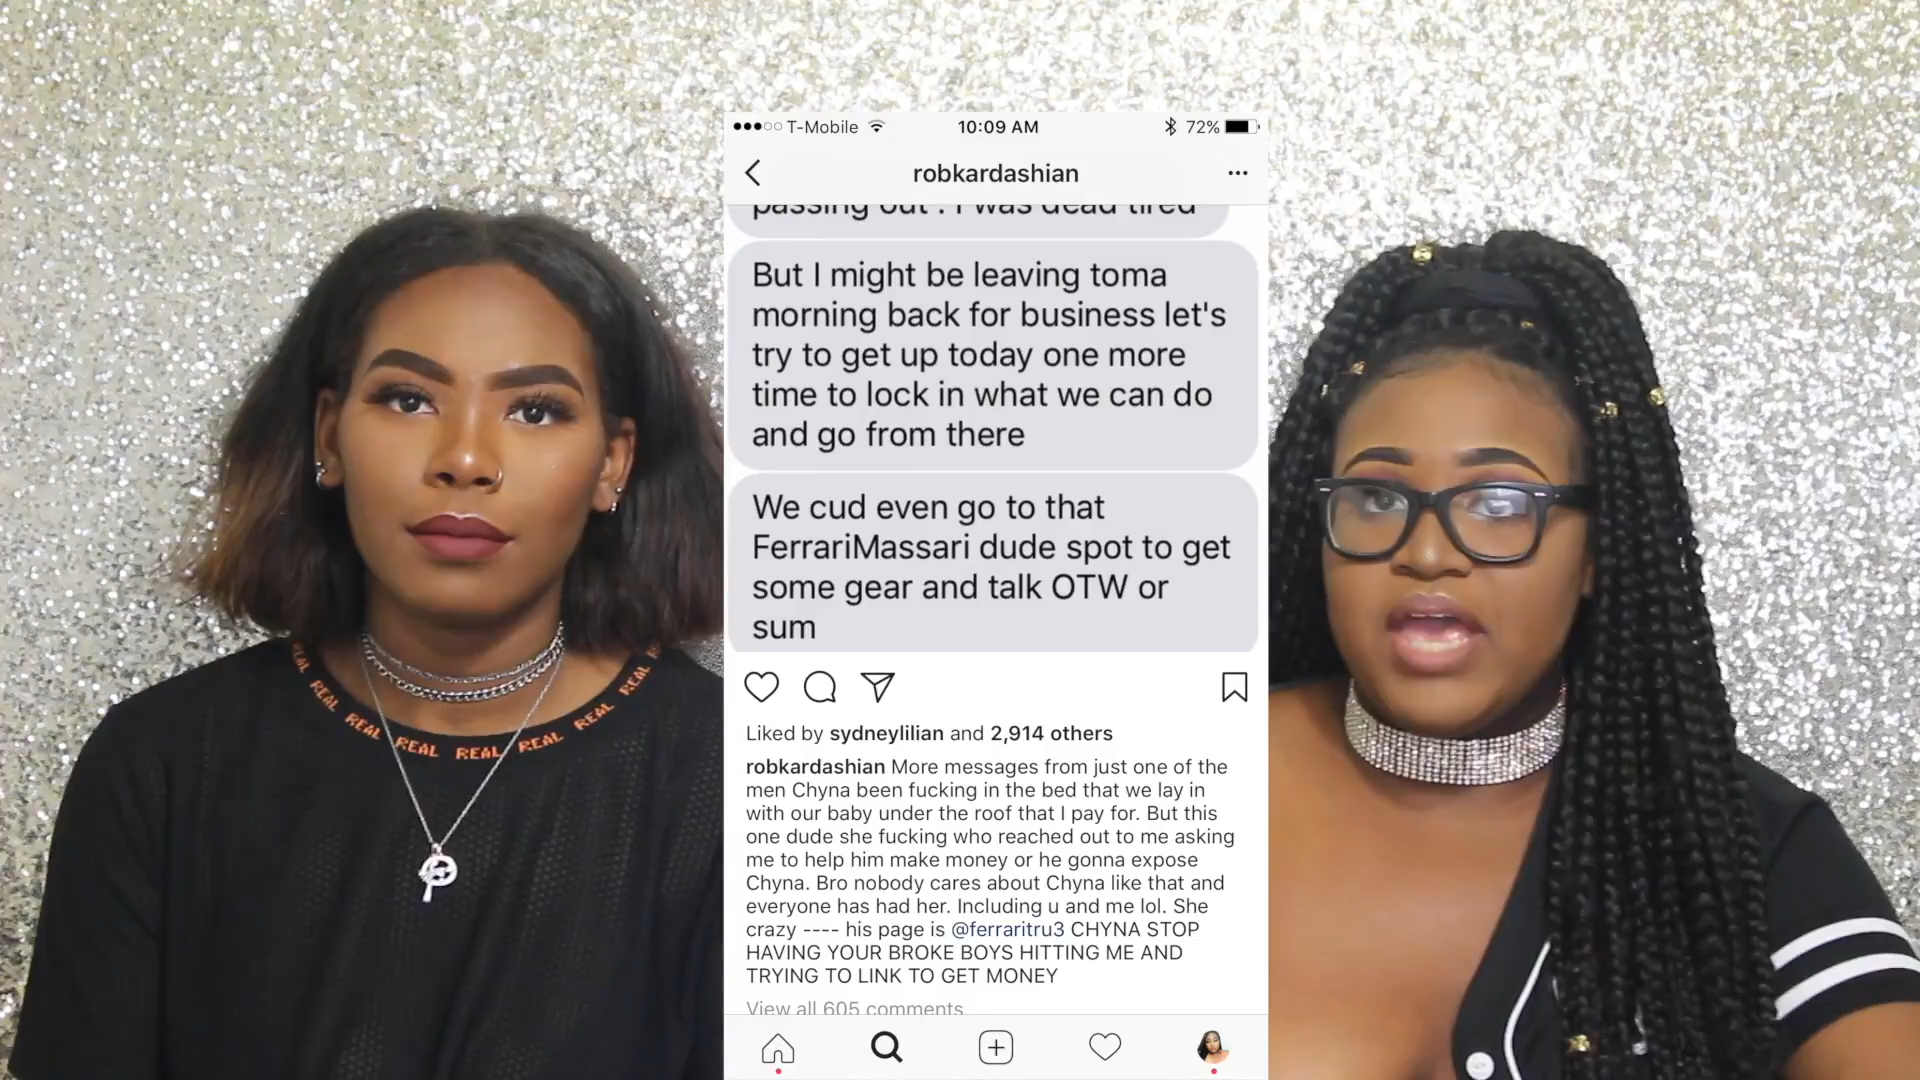 T-Mobile 10:09 AM 72%
robkardashian
passing out . I was dead tired
But I might be leaving toma
morning back for business let's
try to get up today one more
time to lock in what we can do
and go from there
We cud even go to that
FerrariMassari dude spot to get
some gear and talk OTW or
sum
Liked by sydneylilian and 2,914 others
robkardashian More messages from just one of the
men Chyna been fucking in the bed that we lay in
with our baby under the roof that I pay for. But this
one dude she fucking who reached out to me asking
me to help him make money or he gonna expose
Chyna. Bro nobody cares about Chyna like that and
everyone has had her. Including u and me lol. She
crazy ---- his page is @ferraritru3 CHYNA STOP
HAVING YOUR BROKE BOYS HITTING ME AND
TRYING TO LINK TO GET MONEY
View all 605 comments
REAL REAL REAL REAL REAL REAL REAL